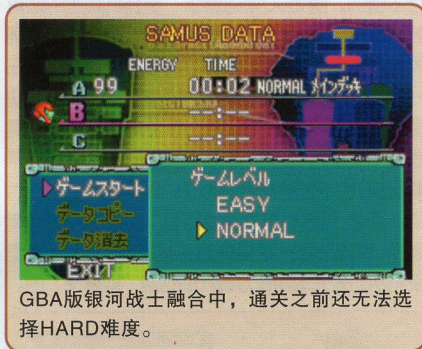 SAMUS DATA
ENERGY TIME
A 99 00:02 NORMAL メインデッキ
B --:--
C --:--
ゲームスタート
データコピー
データ消去
EXIT
ゲームレベル
EASY
NORMAL
GBA版银河战士融合中，通关之前还无法选
择HARD难度。